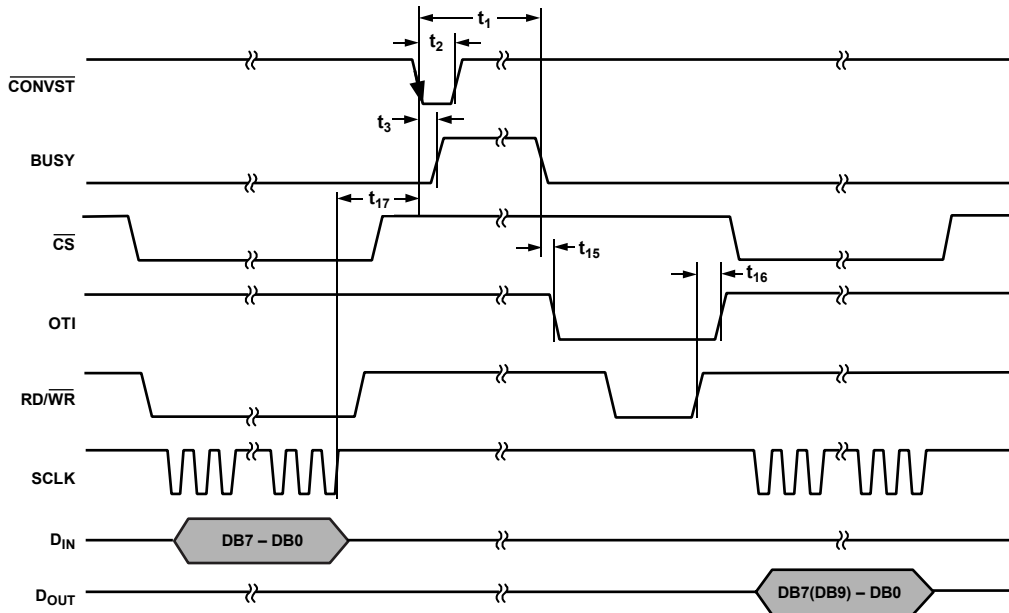 t1
t2
CONVST
t3
BUSY
t17
CS
t15
t16
OTI
RD/WR
SCLK
DIN
DB7 – DB0
DOUT
DB7(DB9) – DB0